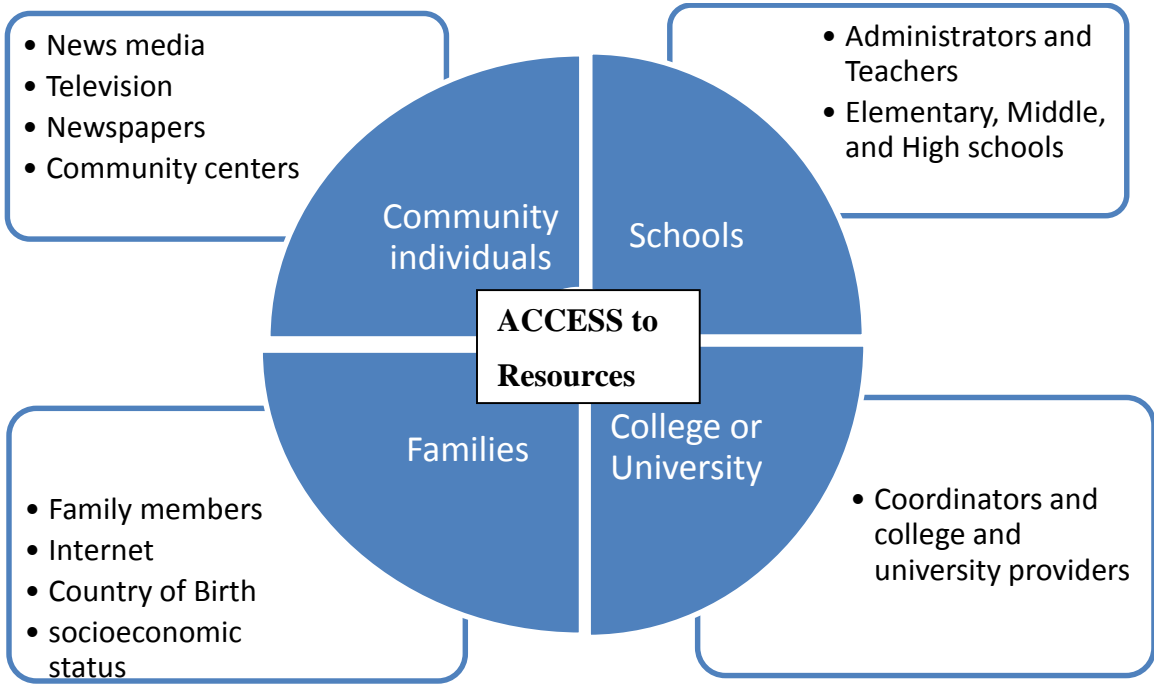 • News media
• Television
• Newspapers
• Community centers
• Administrators and
Teachers
• Elementary, Middle,
and High schools
Community
individuals
Schools
ACCESS to
Resources
Families
College or
University
• Family members
• Internet
• Country of Birth
• socioeconomic
status
• Coordinators and
college and
university providers